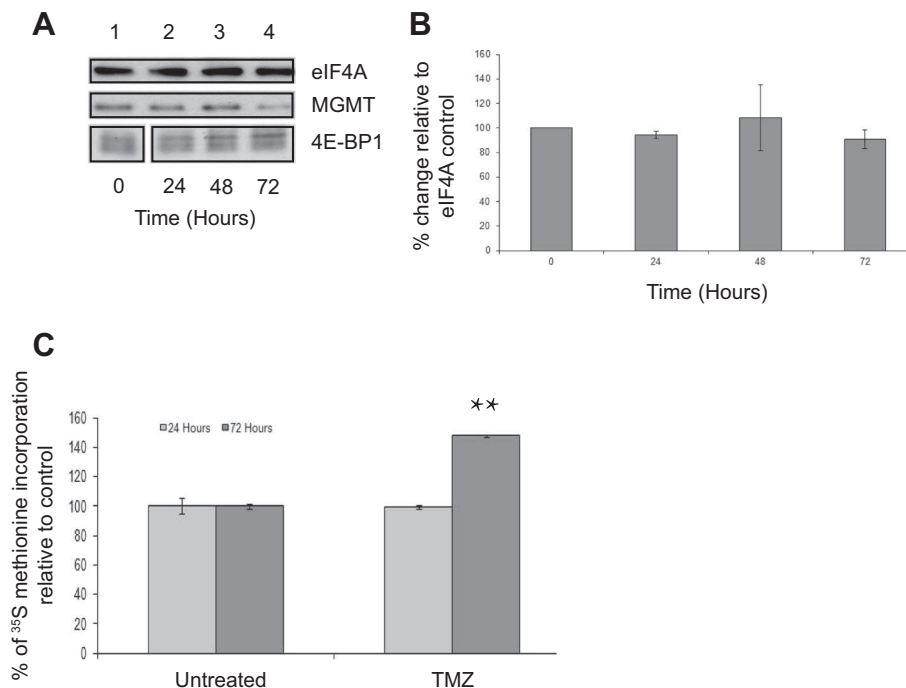 A
1 2 3 4
eIF4A
MGMT
4E-BP1
0 24 48 72
Time (Hours)
B
% change relative to
eIF4A control
160
140
120
100
80
60
40
20
0
0 24 48 72
Time (Hours)
C
% of ³⁵S methionine incorporation
relative to control
160
140
120
100
80
60
40
20
0
24 Hours 72 Hours
**
Untreated TMZ